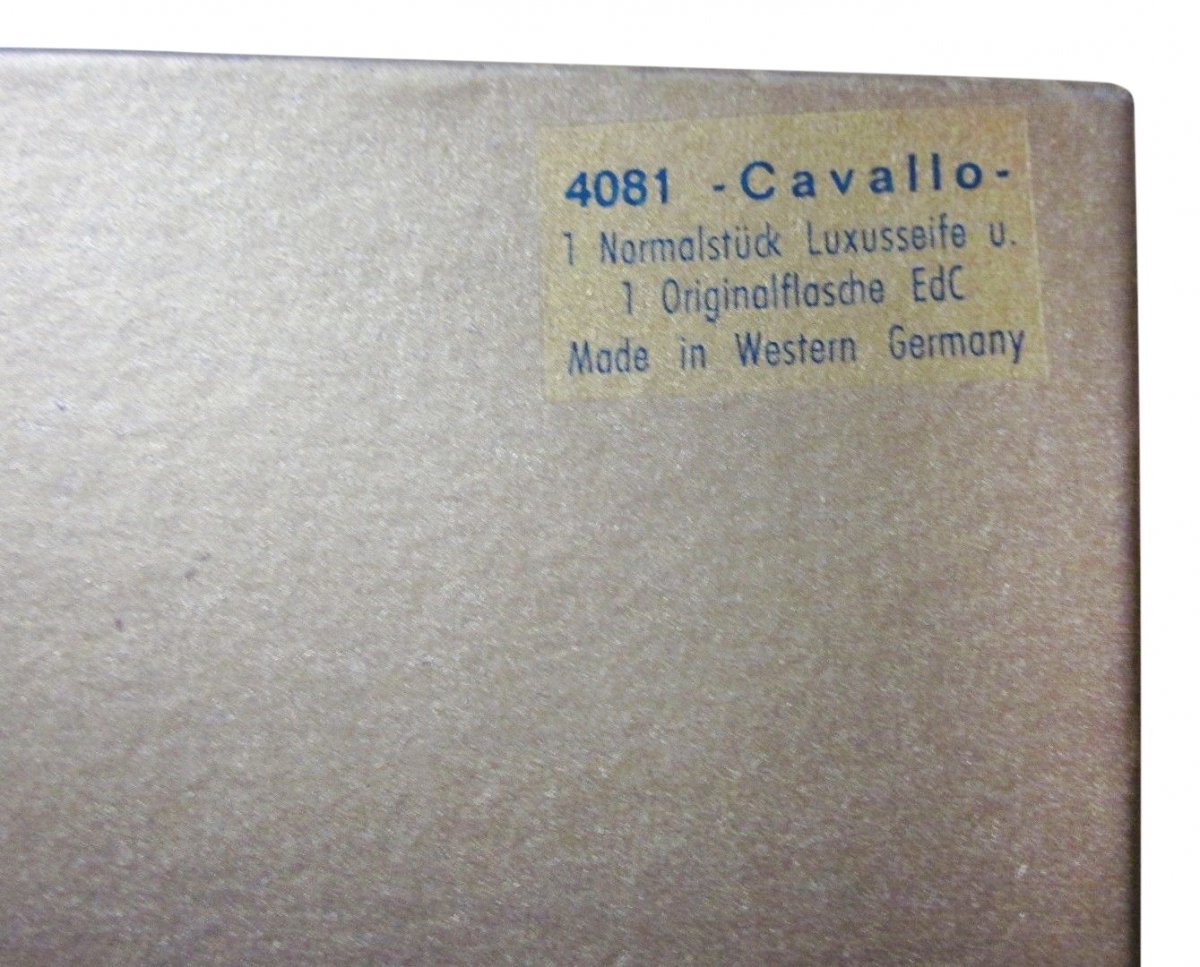 4081 -Cavallo-
1 Normalstück Luxusseife u.
1 Originalflasche EdC
Made in Western Germany